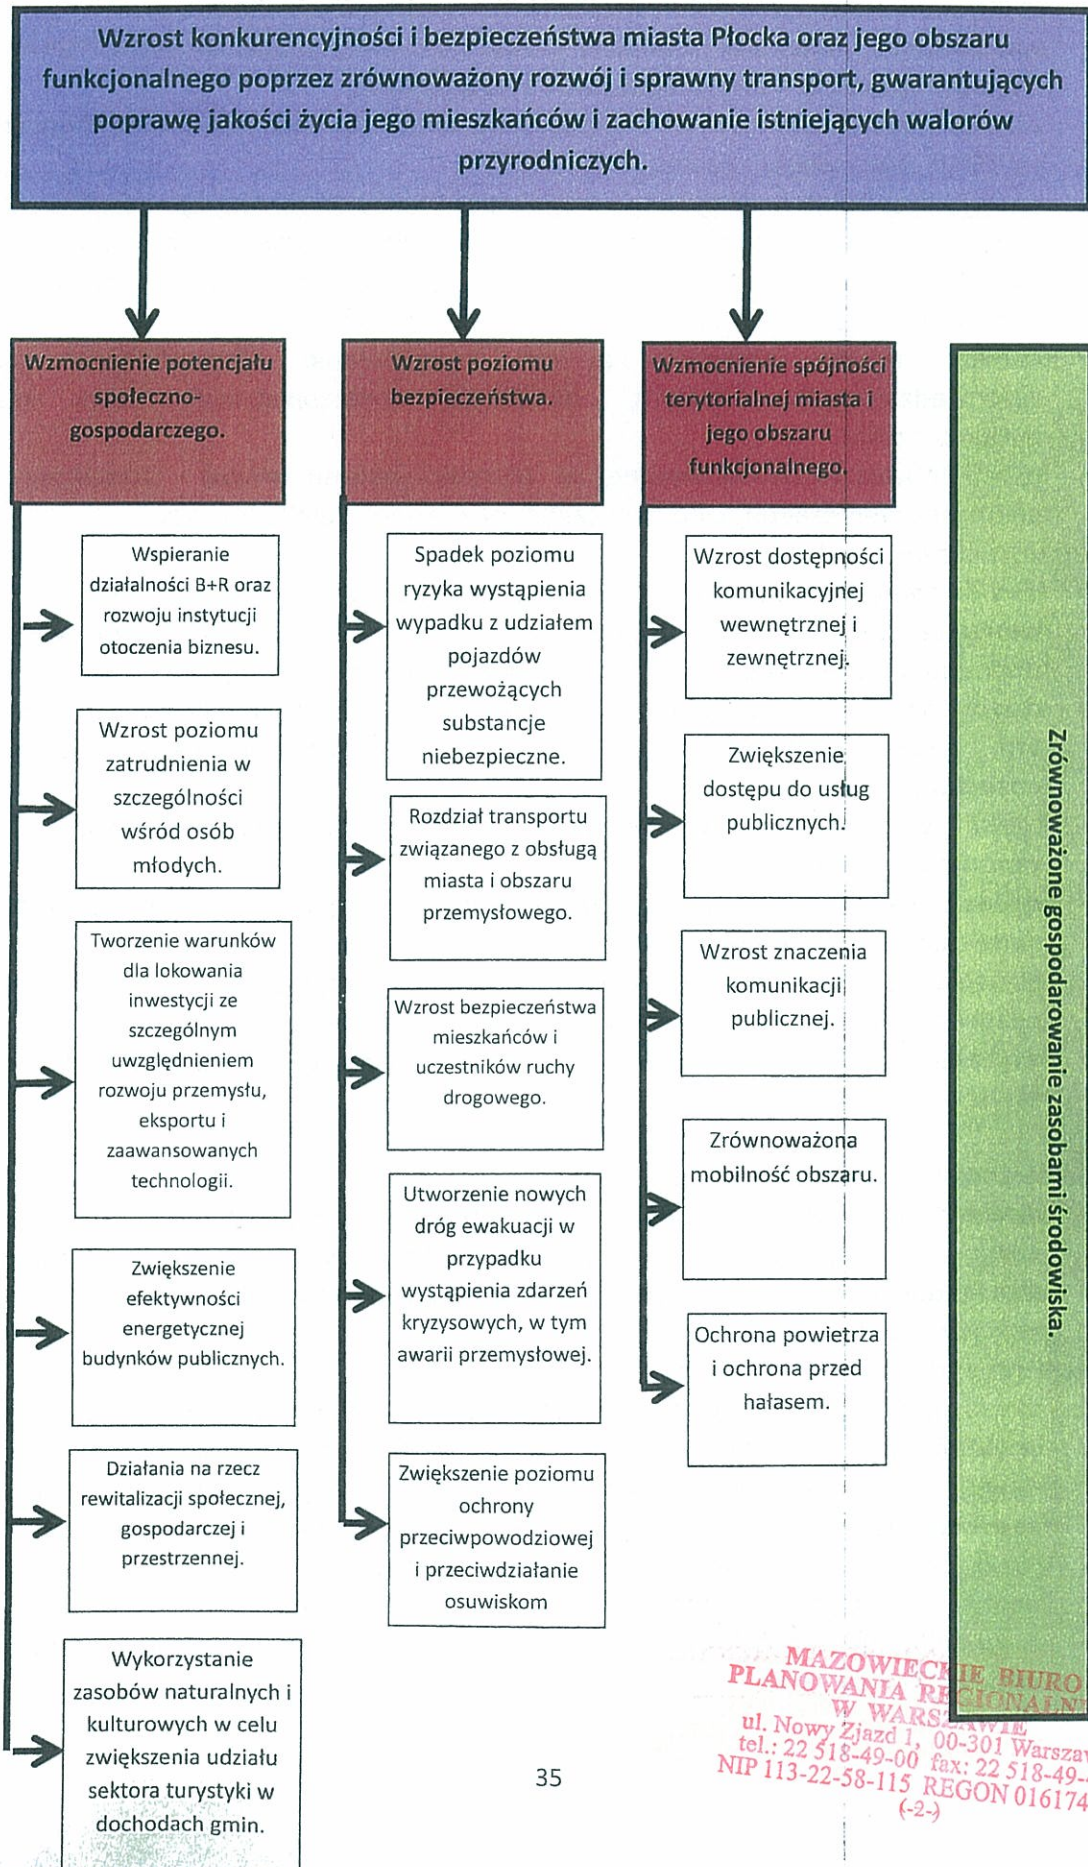 Wzrost konkurencyjności i bezpieczeństwa miasta Płocka oraz jego obszaru
funkcjonalnego poprzez zrównoważony rozwój i sprawny transport, gwarantujących
poprawę jakości życia jego mieszkańców i zachowanie istniejących walorów
przyrodniczych.
Wzmocnienie potencjału
społeczno-
gospodarczego.
Wspieranie
działalności B+R oraz
rozwoju instytucji
otoczenia biznesu.
Wzrost poziomu
zatrudnienia w
szczególności
wśród osób
młodych.
Tworzenie warunków
dla lokowania
inwestycji ze
szczególnym
uwzględnieniem
rozwoju przemysłu,
eksportu i
zaawansowanych
technologii.
Zwiększenie
efektywności
energetycznej
budynków publicznych.
Działania na rzecz
rewitalizacji społecznej,
gospodarczej i
przestrzennej.
Wykorzystanie
zasobów naturalnych i
kulturowych w celu
zwiększenia udziału
sektora turystyki w
dochodach gmin.
Wzrost poziomu
bezpieczeństwa.
Spadek poziomu
ryzyka wystąpienia
wypadku z udziałem
pojazdów
przewożących
substancje
niebezpieczne.
Rozdział transportu
związanego z obsługą
miasta i obszaru
przemysłowego.
Wzrost bezpieczeństwa
mieszkańców i
uczestników ruchy
drogowego.
Utworzenie nowych
dróg ewakuacji w
przypadku
wystąpienia zdarzeń
kryzysowych, w tym
awarii przemysłowej.
Zwiększenie poziomu
ochrony
przeciwpowodziowej
i przeciwdziałanie
osuwiskom
Wzmocnienie spójności
terytorialnej miasta i
jego obszaru
funkcjonalnego.
Wzrost dostępności
komunikacyjnej
wewnętrznej i
zewnętrznej.
Zwiększenie
dostępu do usług
publicznych.
Wzrost znaczenia
komunikacji
publicznej.
Zrównoważona
mobilność obszaru.
Ochrona powietrza
i ochrona przed
hałasem.
Zrównoważone gospodarowanie zasobami środowiska.
35
MAZOWIECKIE BIURO
PLANOWANIA
W WARSZAWIE
ul. Nowy Zjazd 1, 00-301
tel.: 22 518-49-00 fax: 22 518-49-
NIP 113-22-58-115 REGON 016174
(-2-)